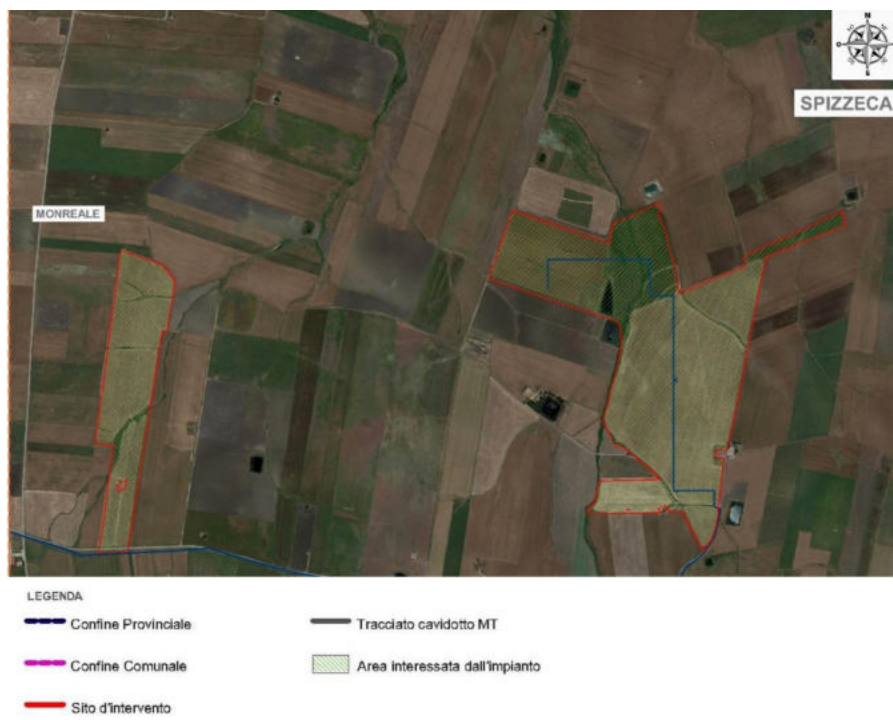 SPIZZECA
MONREALE
LEGENDA
Confine Provinciale
Tracciato cavidotto MT
Confine Comunale
Area interessata dall'impianto
Sito d'intervento